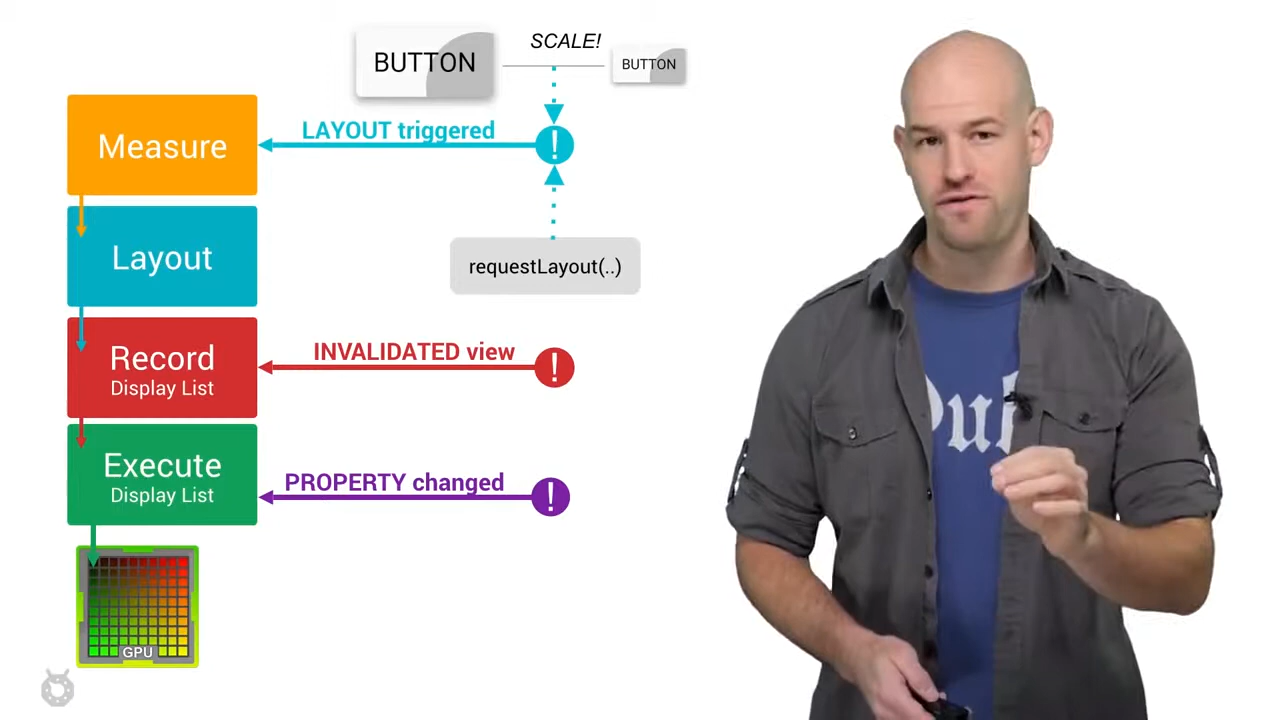 BUTTON
SCALE!
BUTTON
LAYOUT triggered
!
Measure
requestLayout(..)
Layout
INVALIDATED view
!
Record
Display List
PROPERTY changed
!
Execute
Display List
GPU